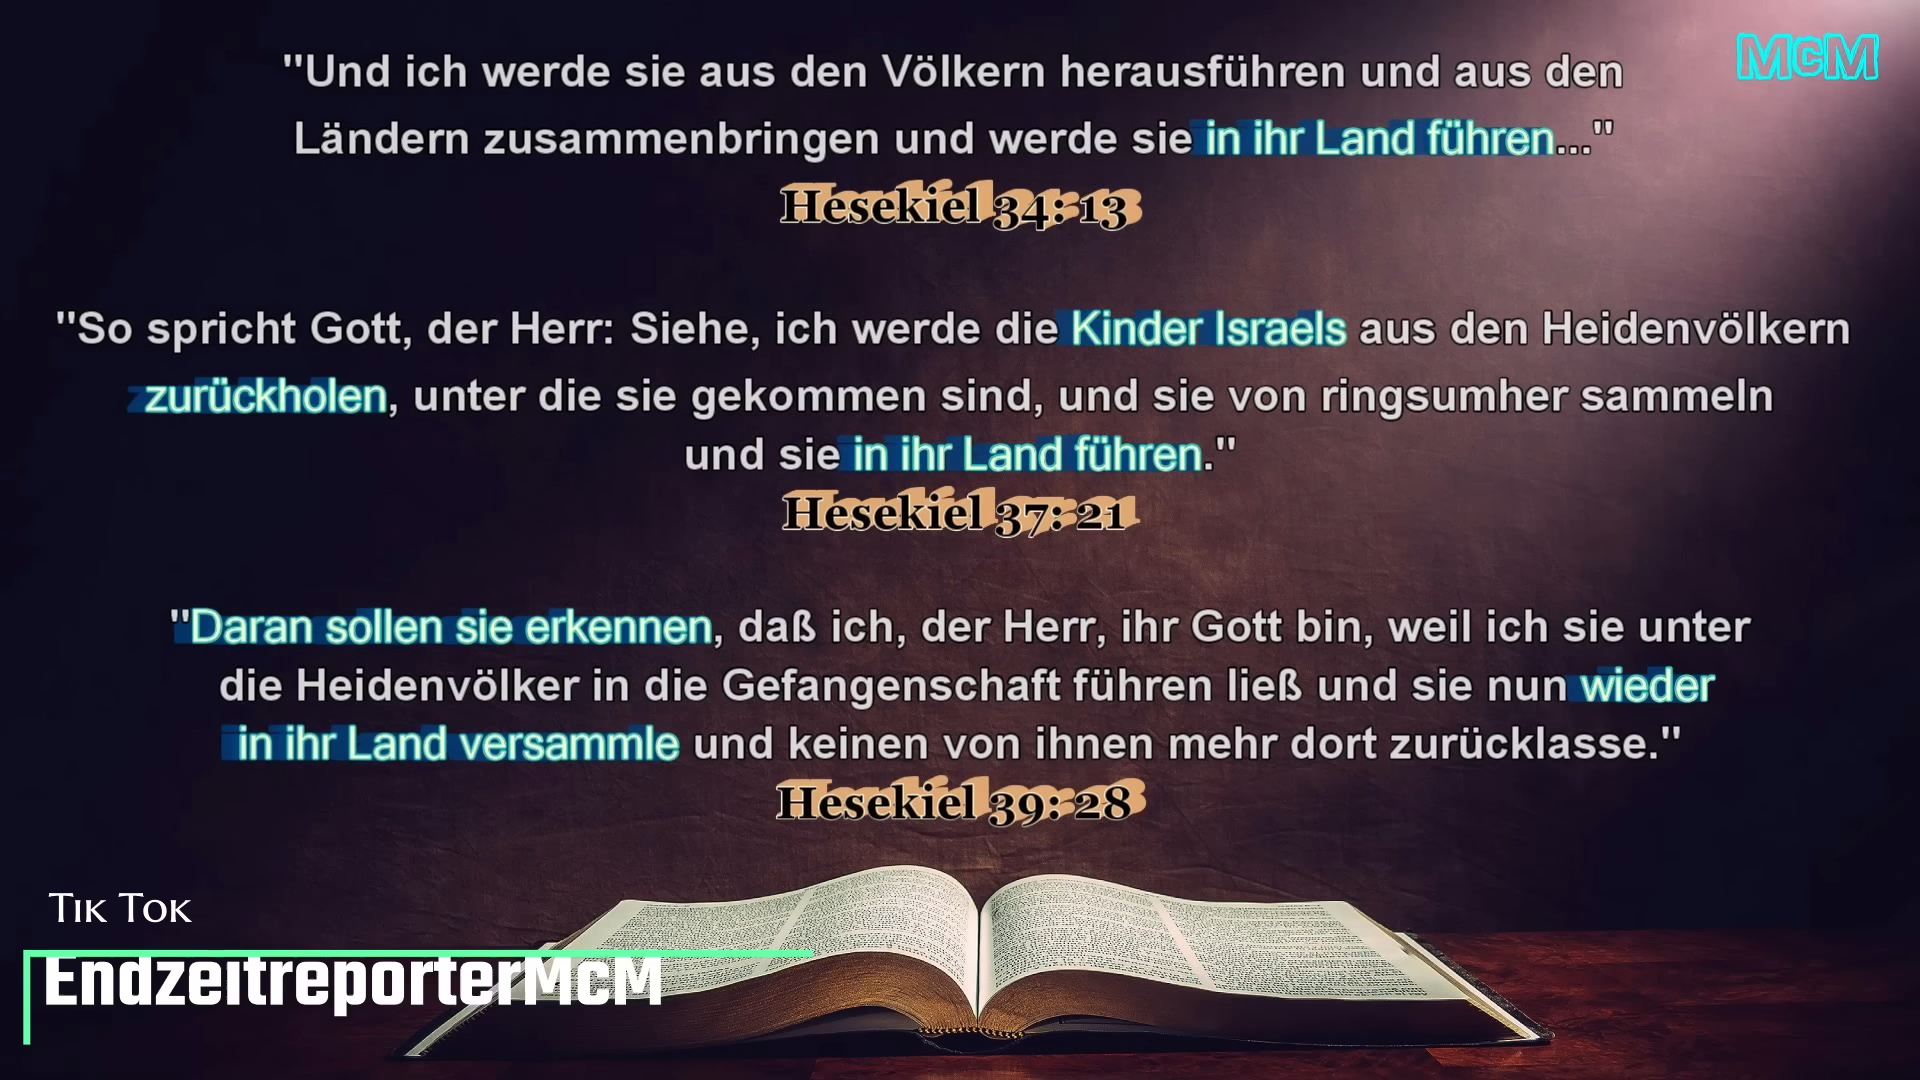 "Und ich werde sie aus den Völkern herausführen und aus den
Ländern zusammenbringen und werde sie in ihr Land führen..."
Hesekiel 34: 13
"So spricht Gott, der Herr: Siehe, ich werde die Kinder Israels aus den Heidenvölkern
zurückholen, unter die sie gekommen sind, und sie von ringsumher sammeln
und sie in ihr Land führen."
Hesekiel 37: 21
"Daran sollen sie erkennen, daß ich, der Herr, ihr Gott bin, weil ich sie unter
die Heidenvölker in die Gefangenschaft führen ließ und sie nun wieder
in ihr Land versammle und keinen von ihnen mehr dort zurücklasse."
Hesekiel 39: 28
McM
Tik Tok
EndzeitreporterMcM